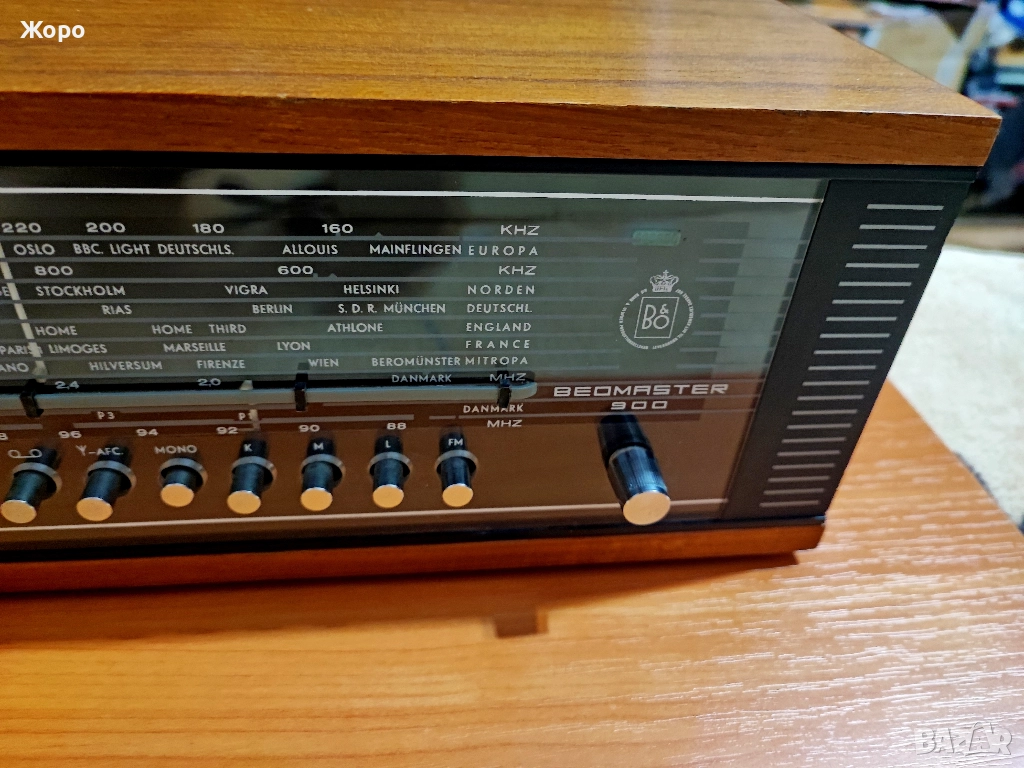 Жоро
220 200 180 160 KHZ
OSLO BBC. LIGHT DEUTSCHLS. ALLOUIS MAINFLINGEN EUROPA
800 600 KHZ
STOCKHOLM VIGRA HELSINKI NORDEN
RIAS BERLIN S.D.R. MÜNCHEN DEUTSCHL.
HOME HOME THIRD ATHLONE ENGLAND
PARIS LIMOGES MARSEILLE LYON FRANCE
HILVERSUM FIRENZE WIEN BEROMÜNSTER MITROPA
2,4 2,0 DANMARK MHZ
P3 DANMARK
96 94 92 90 88 MHZ
AFC. MONO K M L FM
B&O
BEOMASTER
900
BAZAR